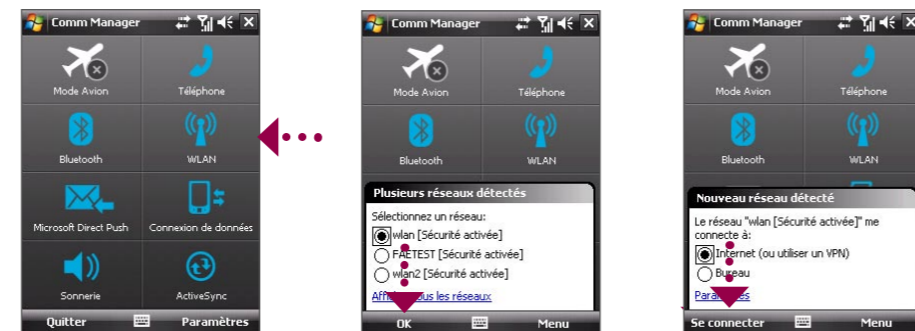 Comm Manager
Mode Avion
Téléphone
Bluetooth
WLAN
Microsoft Direct Push
Connexion de données
Sonnerie
ActiveSync
Quitter
Paramètres
Comm Manager
Mode Avion
Téléphone
Bluetooth
WLAN
Plusieurs réseaux détectés
Sélectionnez un réseau:
wlan [Sécurité activée]
FAETEST [Sécurité activée]
wlan2 [Sécurité activée]
Afficher tous les réseaux
OK
Menu
Comm Manager
Mode Avion
Téléphone
Bluetooth
WLAN
Nouveau réseau détecté
Le réseau "wlan [Sécurité activée]" me
connecte à:
Internet (ou utiliser un VPN)
Bureau
Paramètres
Se connecter
Menu